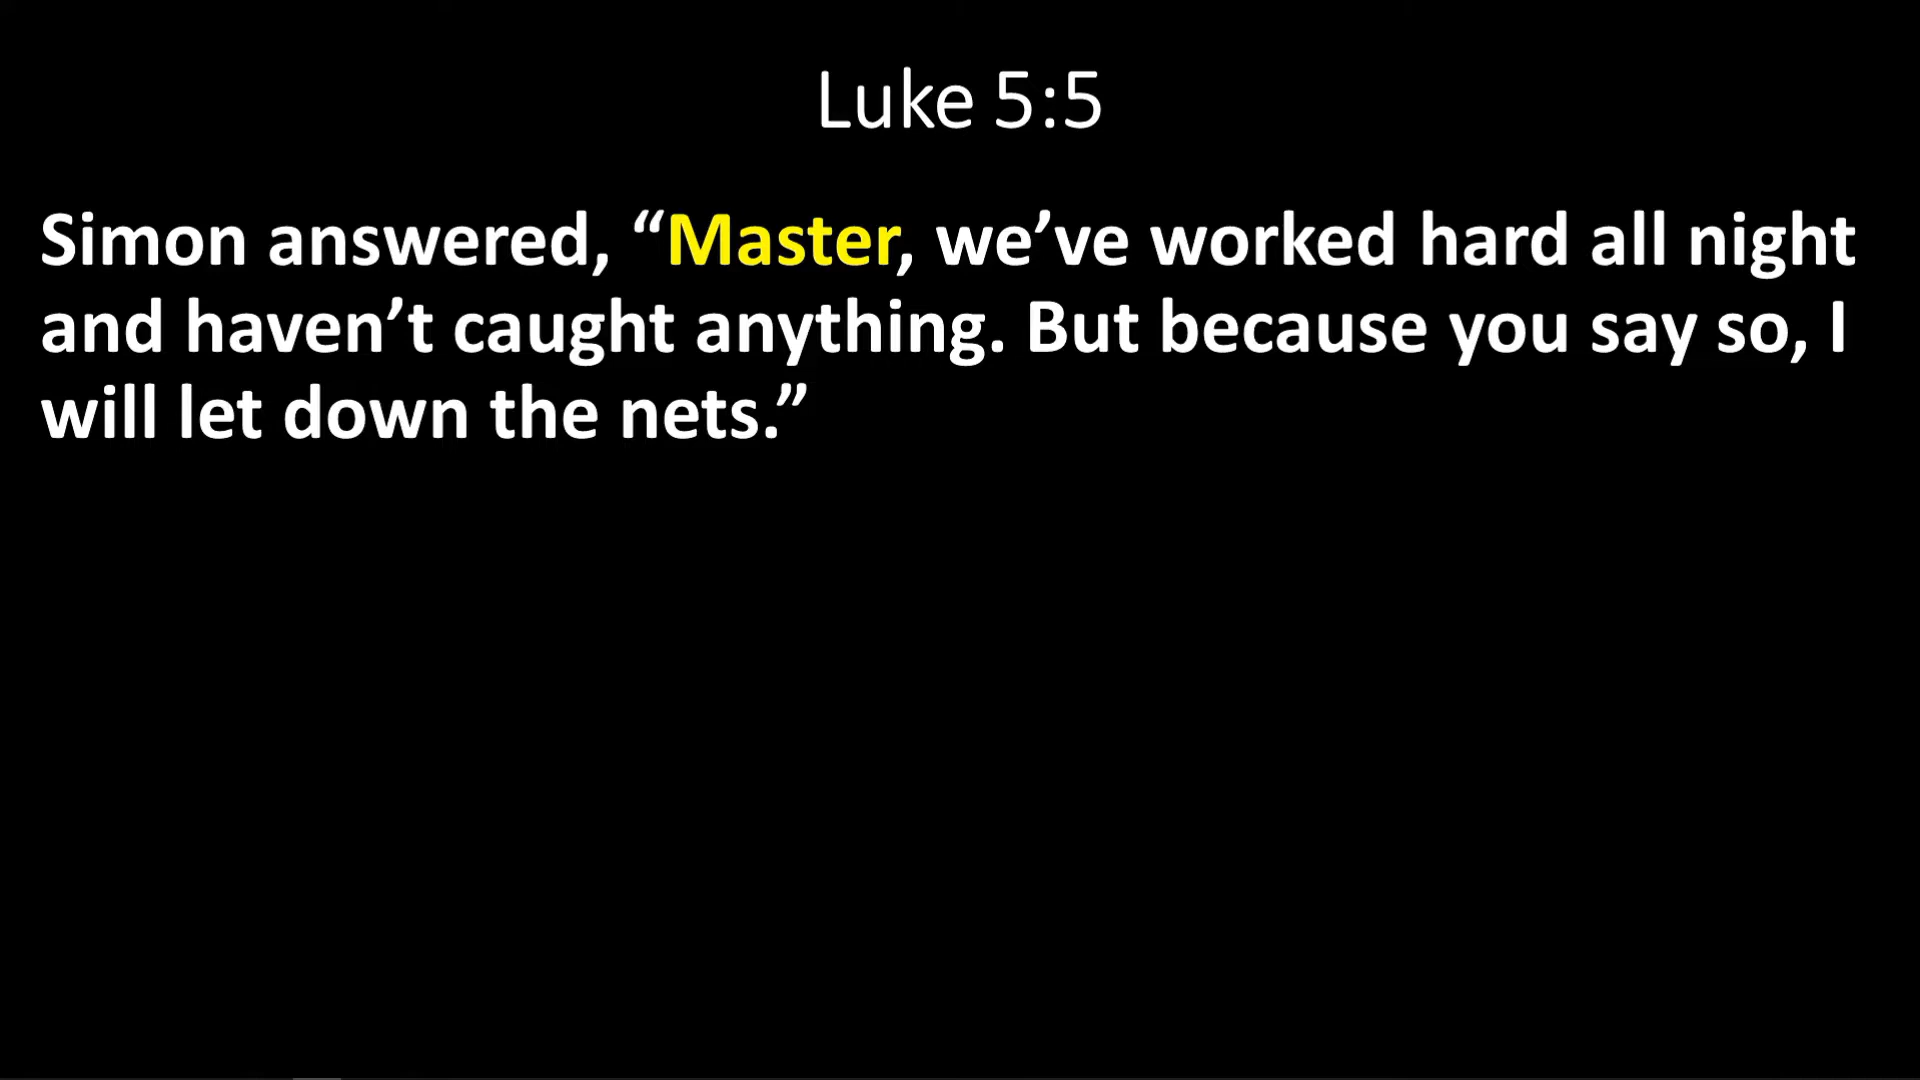 Luke 5:5
Simon answered, “Master, we’ve worked hard all night
and haven’t caught anything. But because you say so, I
will let down the nets.”